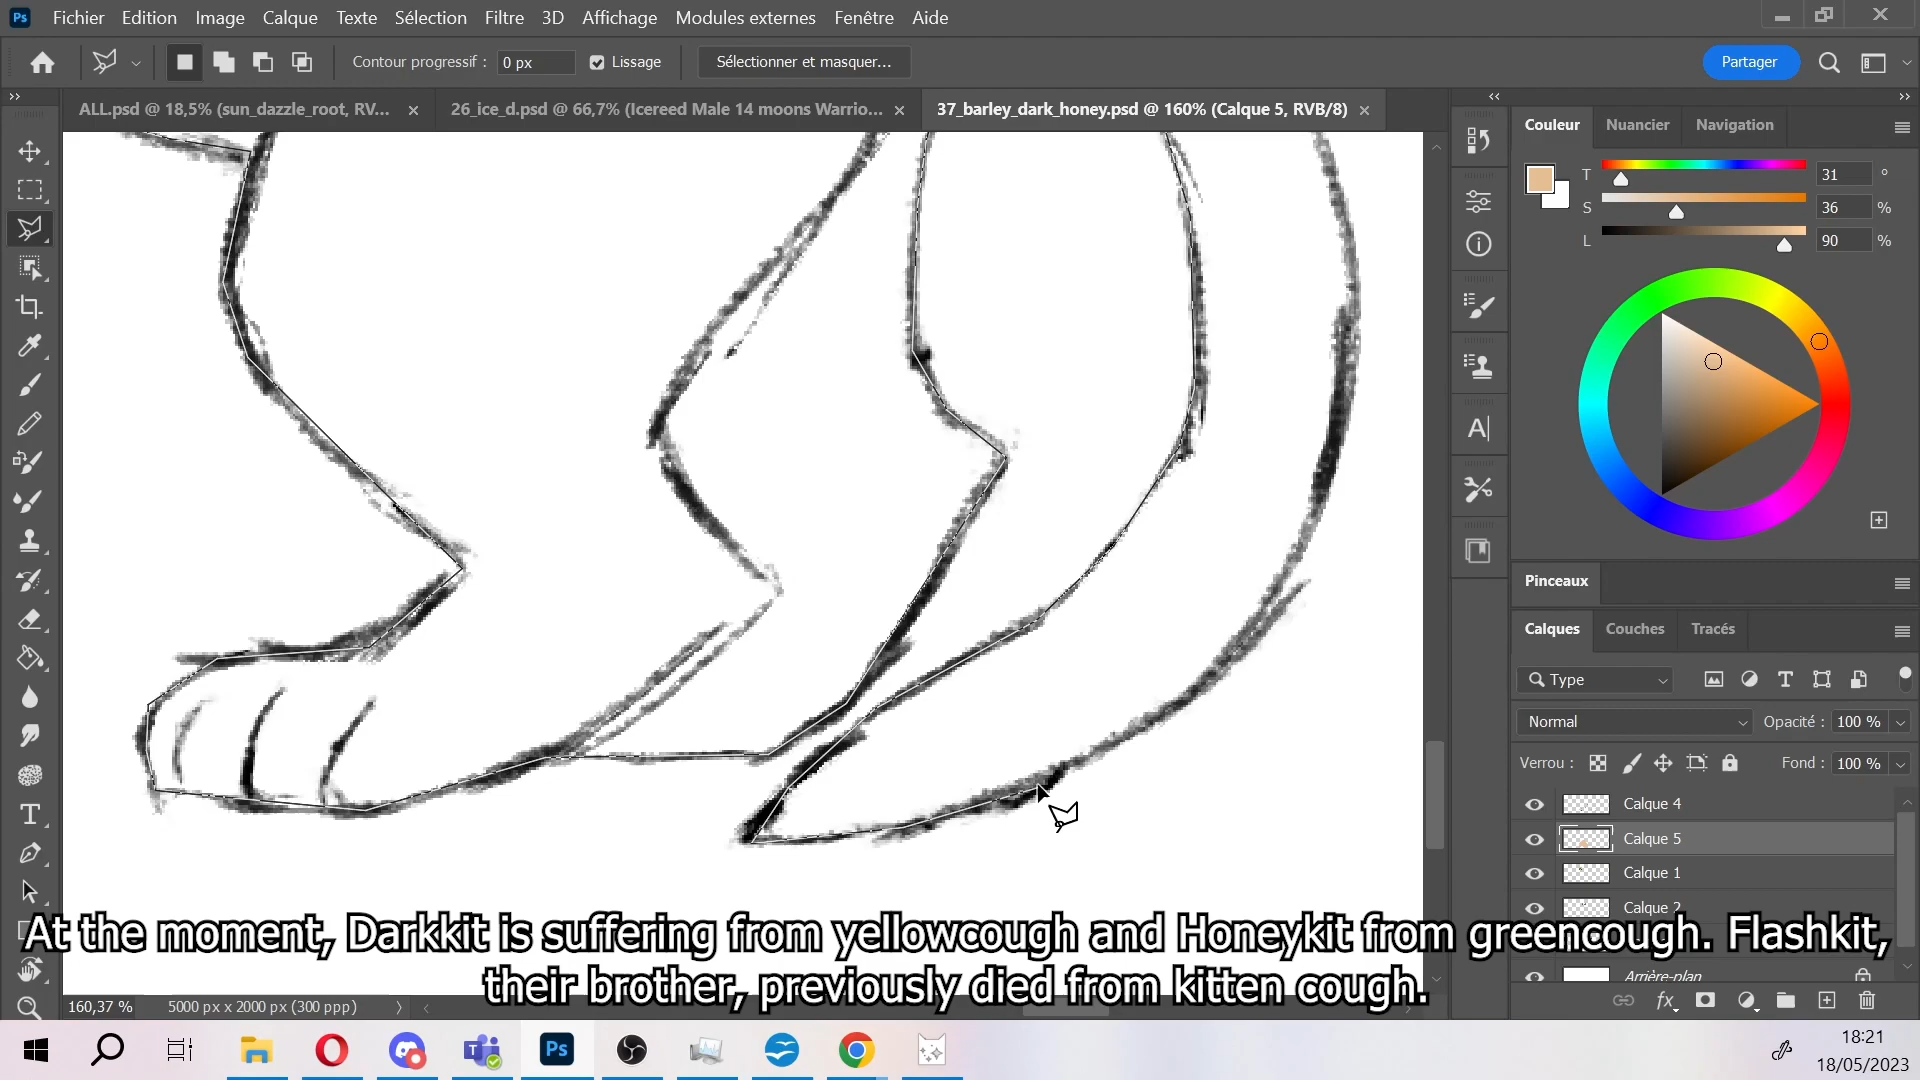 Ps Fichier Edition Image Calque Texte Sélection Filtre 3D Affichage Modules externes Fenêtre Aide
Contour progressif : 0 px Lissage Sélectionner et masquer... Partager
ALL.psd @ 18,5% (sun_dazzle_root, RV... 26_ice_d.psd @ 66,7% (Icereed Male 14 moons Warrio... 37_barley_dark_honey.psd @ 160% (Calque 5, RVB/8)
Couleur Nuancier Navigation
T 31 °
S 36 %
L 90 %
Pinceaux
Calques Couches Tracés
Type
Normal Opacité : 100 %
Verrou : Fond : 100 %
Calque 4
Calque 5
Calque 1
Calque 2
Arrière-plan
At the moment, Darkkit is suffering from yellowcough and Honeykit from greencough. Flashkit,
their brother, previously died from kitten cough.
160,37 % 5000 px x 2000 px (300 ppp)
Ps
18:21
18/05/2023